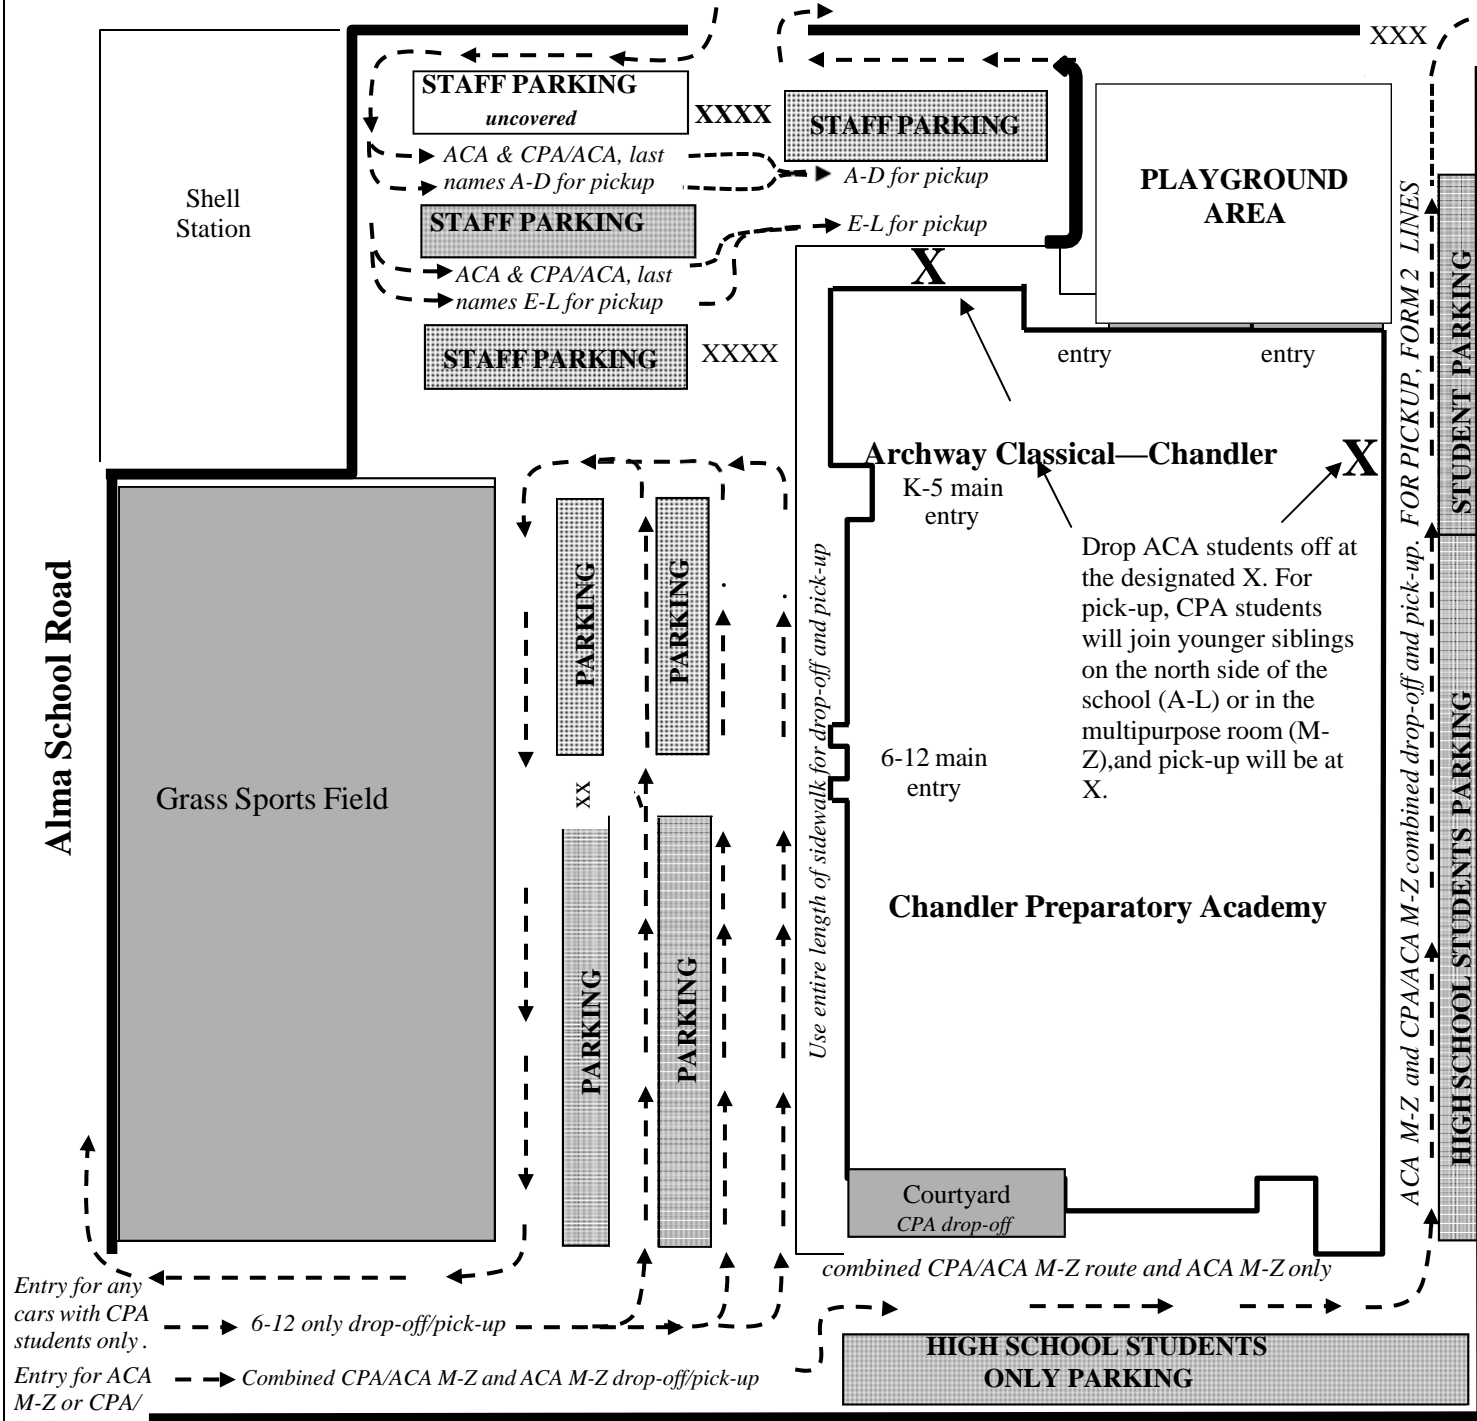 XXX
STAFF PARKING
uncovered
XXXX
STAFF PARKING
ACA & CPA/ACA, last
names A-D for pickup
A-D for pickup
PLAYGROUND
AREA
Shell
Station
STAFF PARKING
E-L for pickup
X
ACA & CPA/ACA, last
names E-L for pickup
STAFF PARKING
XXXX
entry
entry
Archway Classical—Chandler
X
K-5 main
entry
Drop ACA students off at
the designated X. For
pick-up, CPA students
will join younger siblings
on the north side of the
school (A-L) or in the
multipurpose room (M-
Z),and pick-up will be at
X.
Alma School Road
Grass Sports Field
PARKING
PARKING
xx
PARKING
PARKING
Use entire length of sidewalk for drop-off and pick-up
6-12 main
entry
Chandler Preparatory Academy
ACA M-Z and CPA/ACA M-Z combined drop-off and pick-up. FOR PICKUP, FORM 2 LINES
STUDENT PARKING
HIGH SCHOOL STUDENTS PARKING
Courtyard
CPA drop-off
combined CPA/ACA M-Z route and ACA M-Z only
Entry for any
cars with CPA
students only .
6-12 only drop-off/pick-up
HIGH SCHOOL STUDENTS
ONLY PARKING
Entry for ACA
M-Z or CPA/
Combined CPA/ACA M-Z and ACA M-Z drop-off/pick-up